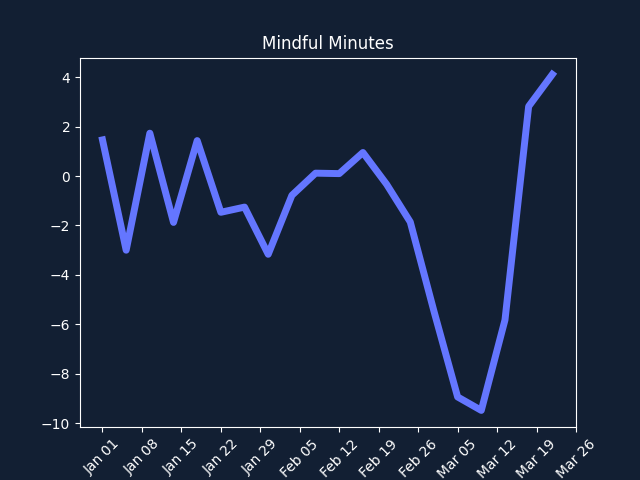 Mindful Minutes
4
2
0
−2
−4
−6
−8
−10
Jan 01
Jan 08
Jan 15
Jan 22
Jan 29
Feb 05
Feb 12
Feb 19
Feb 26
Mar 05
Mar 12
Mar 19
Mar 26